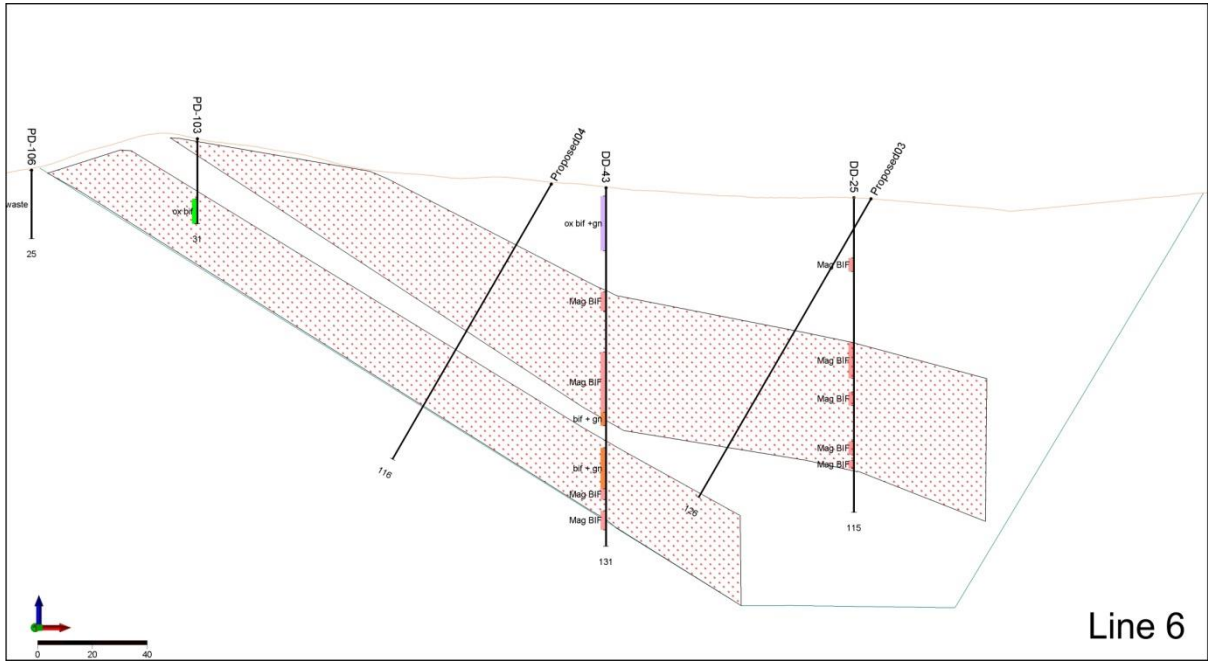 PD-106
waste
25
PD-103
ox bif
31
Proposed04
116
DD-43
ox bif +gn
Mag BIF
Mag BIF
bif + gn
bif + gn
Mag BIF
Mag BIF
131
DD-25
Proposed03
Mag BIF
Mag BIF
Mag BIF
Mag BIF
Mag BIF
115
126
0 20 40
Line 6